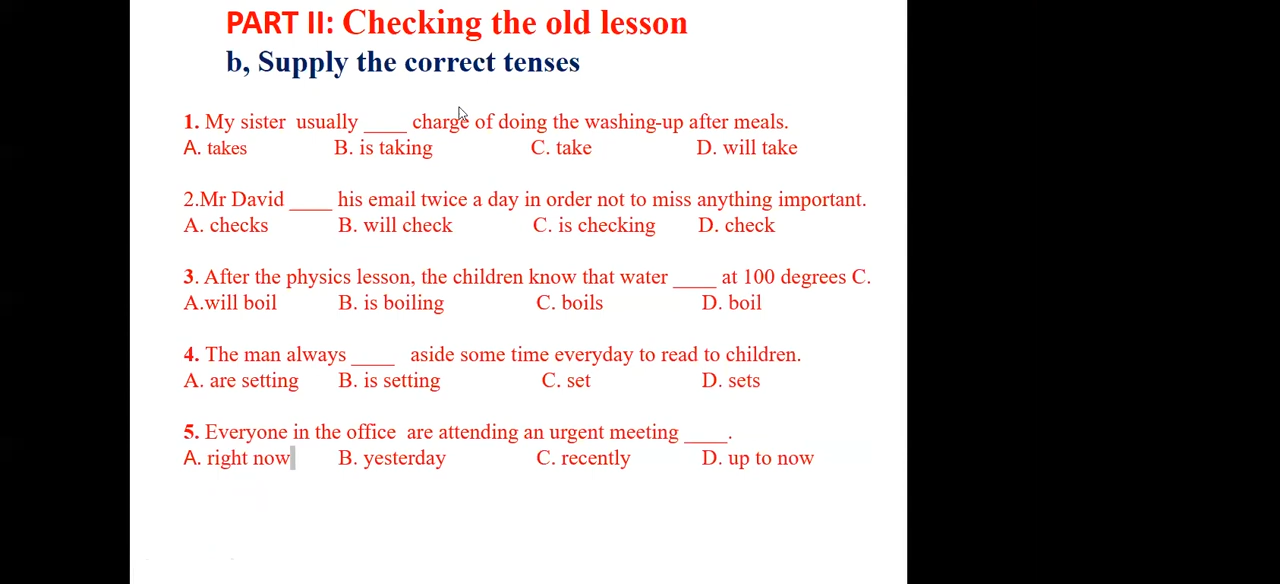 PART II: Checking the old lesson
b, Supply the correct tenses
1. My sister usually ____ charge of doing the washing-up after meals.
A. takes B. is taking C. take D. will take
2.Mr David ____ his email twice a day in order not to miss anything important.
A. checks B. will check C. is checking D. check
3. After the physics lesson, the children know that water ____ at 100 degrees C.
A.will boil B. is boiling C. boils D. boil
4. The man always ____ aside some time everyday to read to children.
A. are setting B. is setting C. set D. sets
5. Everyone in the office are attending an urgent meeting ____.
A. right now B. yesterday C. recently D. up to now